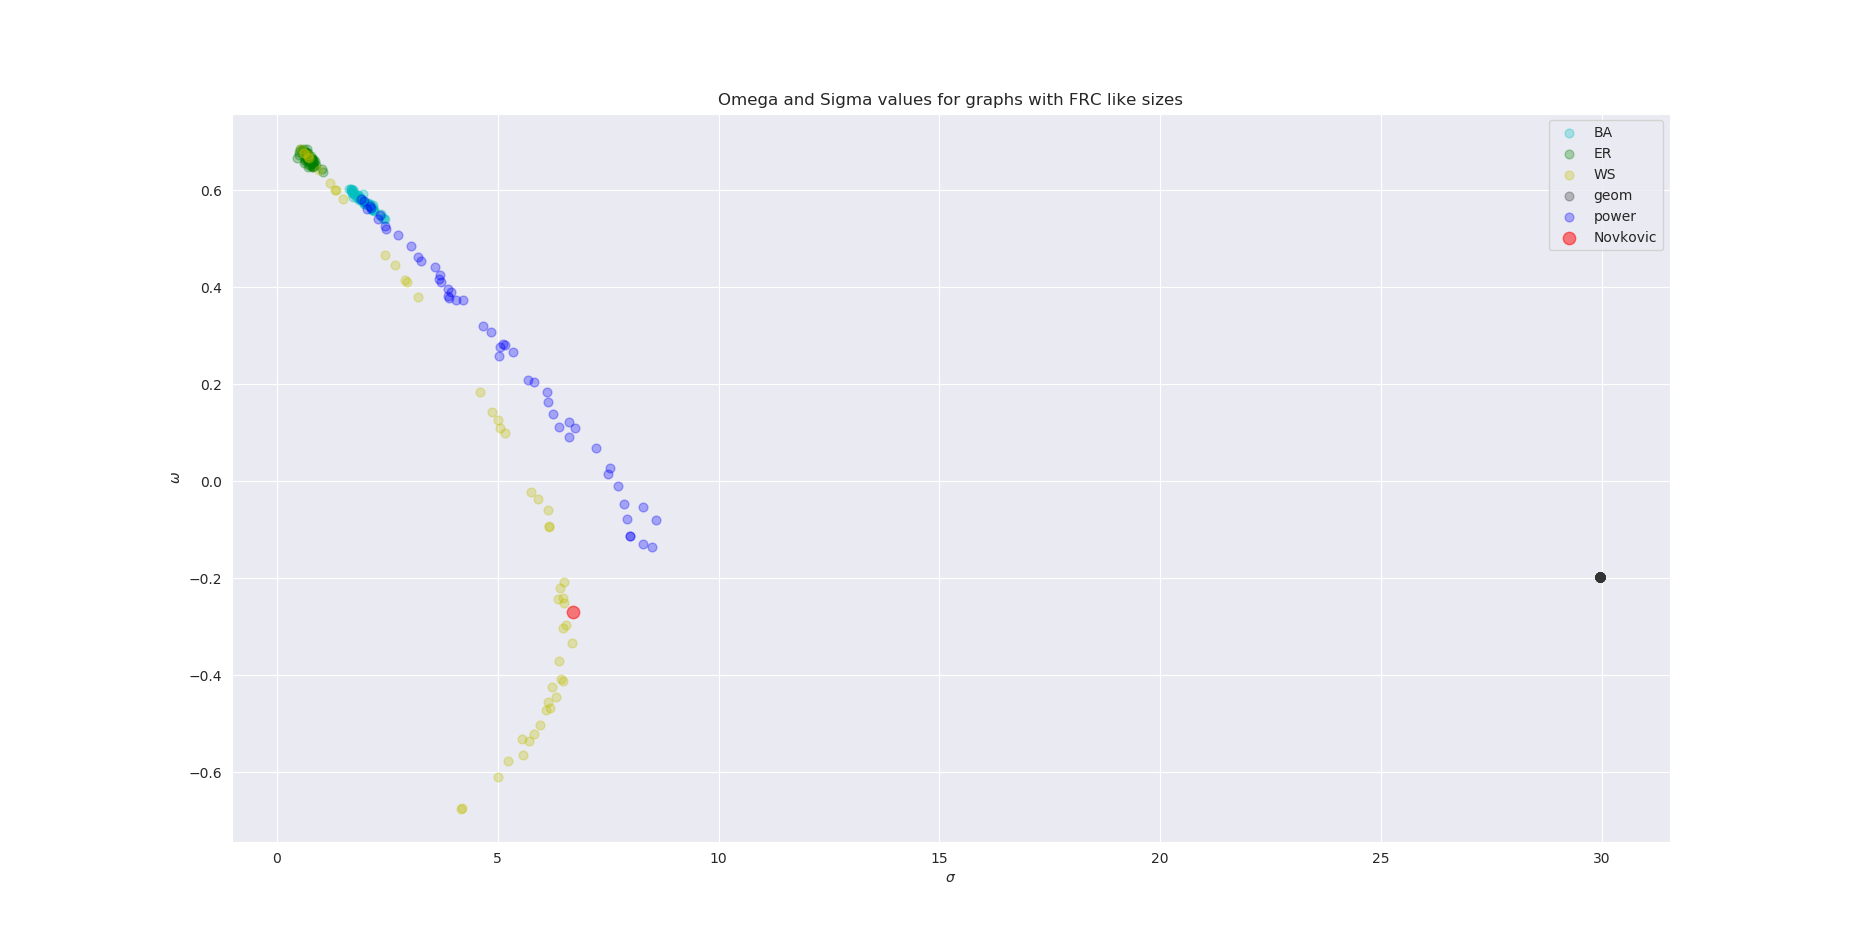 Omega and Sigma values for graphs with FRC like sizes
BA
ER
WS
geom
power
Novkovic
0.6
0.4
0.2
0.0
−0.2
−0.4
−0.6
ω
0 5 10 15 20 25 30
σ